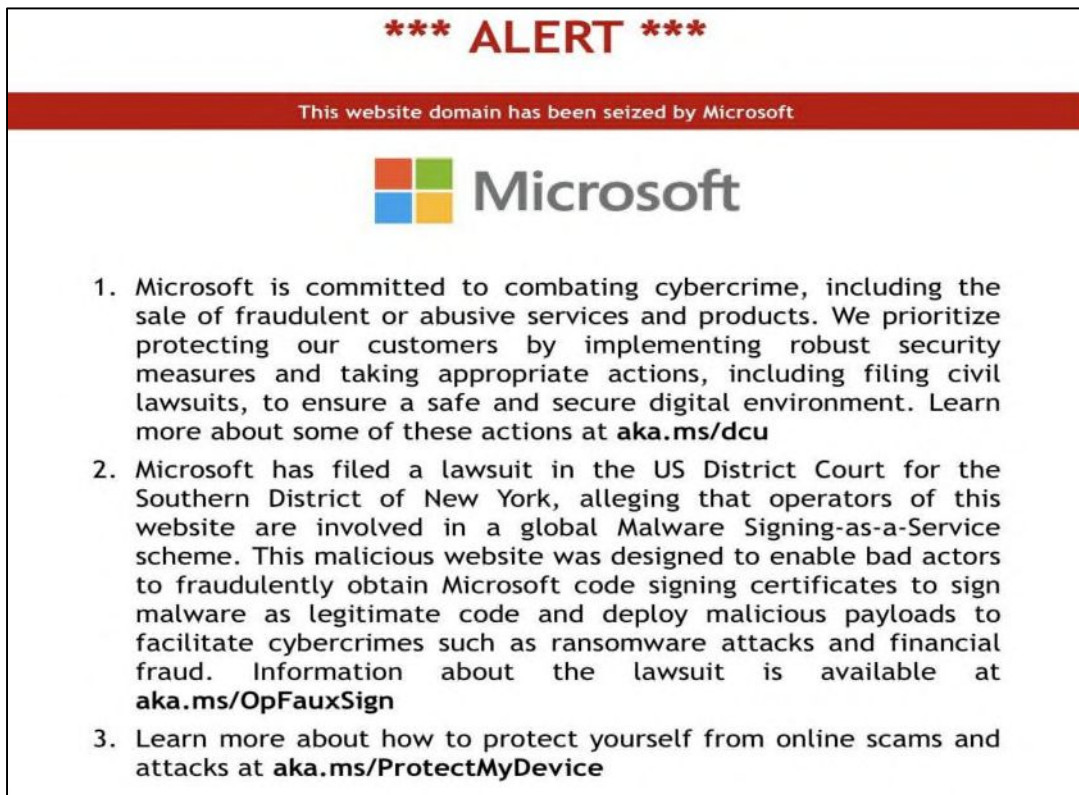 *** ALERT ***
This website domain has been seized by Microsoft
Microsoft
1. Microsoft is committed to combating cybercrime, including the
sale of fraudulent or abusive services and products. We prioritize
protecting our customers by implementing robust security
measures and taking appropriate actions, including filing civil
lawsuits, to ensure a safe and secure digital environment. Learn
more about some of these actions at aka.ms/dcu
2. Microsoft has filed a lawsuit in the US District Court for the
Southern District of New York, alleging that operators of this
website are involved in a global Malware Signing-as-a-Service
scheme. This malicious website was designed to enable bad actors
to fraudulently obtain Microsoft code signing certificates to sign
malware as legitimate code and deploy malicious payloads to
facilitate cybercrimes such as ransomware attacks and financial
fraud. Information about the lawsuit is available at
aka.ms/OpFauxSign
3. Learn more about how to protect yourself from online scams and
attacks at aka.ms/ProtectMyDevice